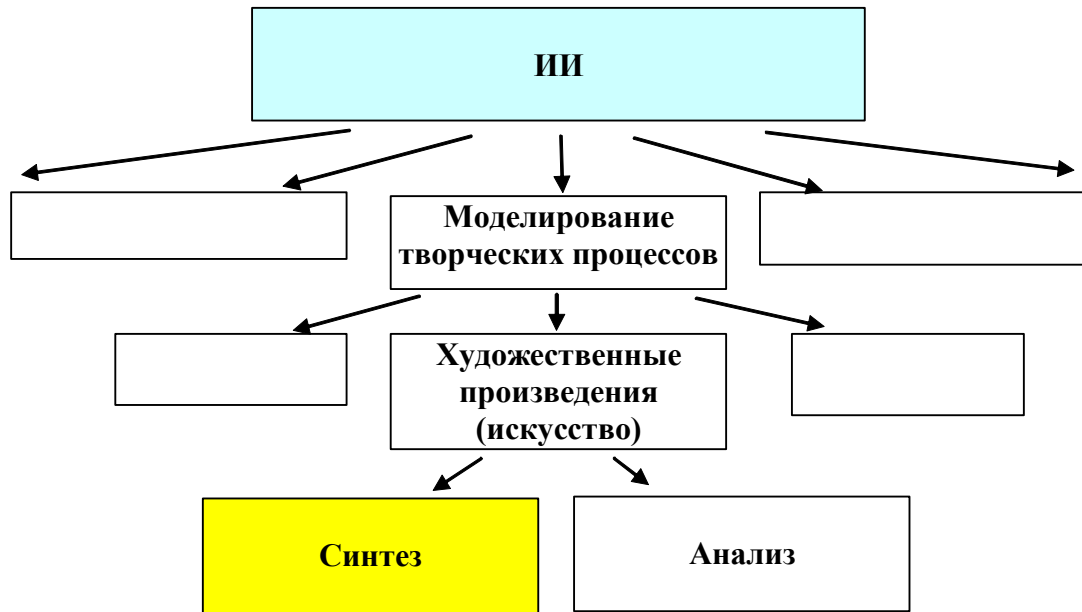 ИИ
Моделирование
творческих процессов
Художественные
произведения
(искусство)
Синтез
Анализ